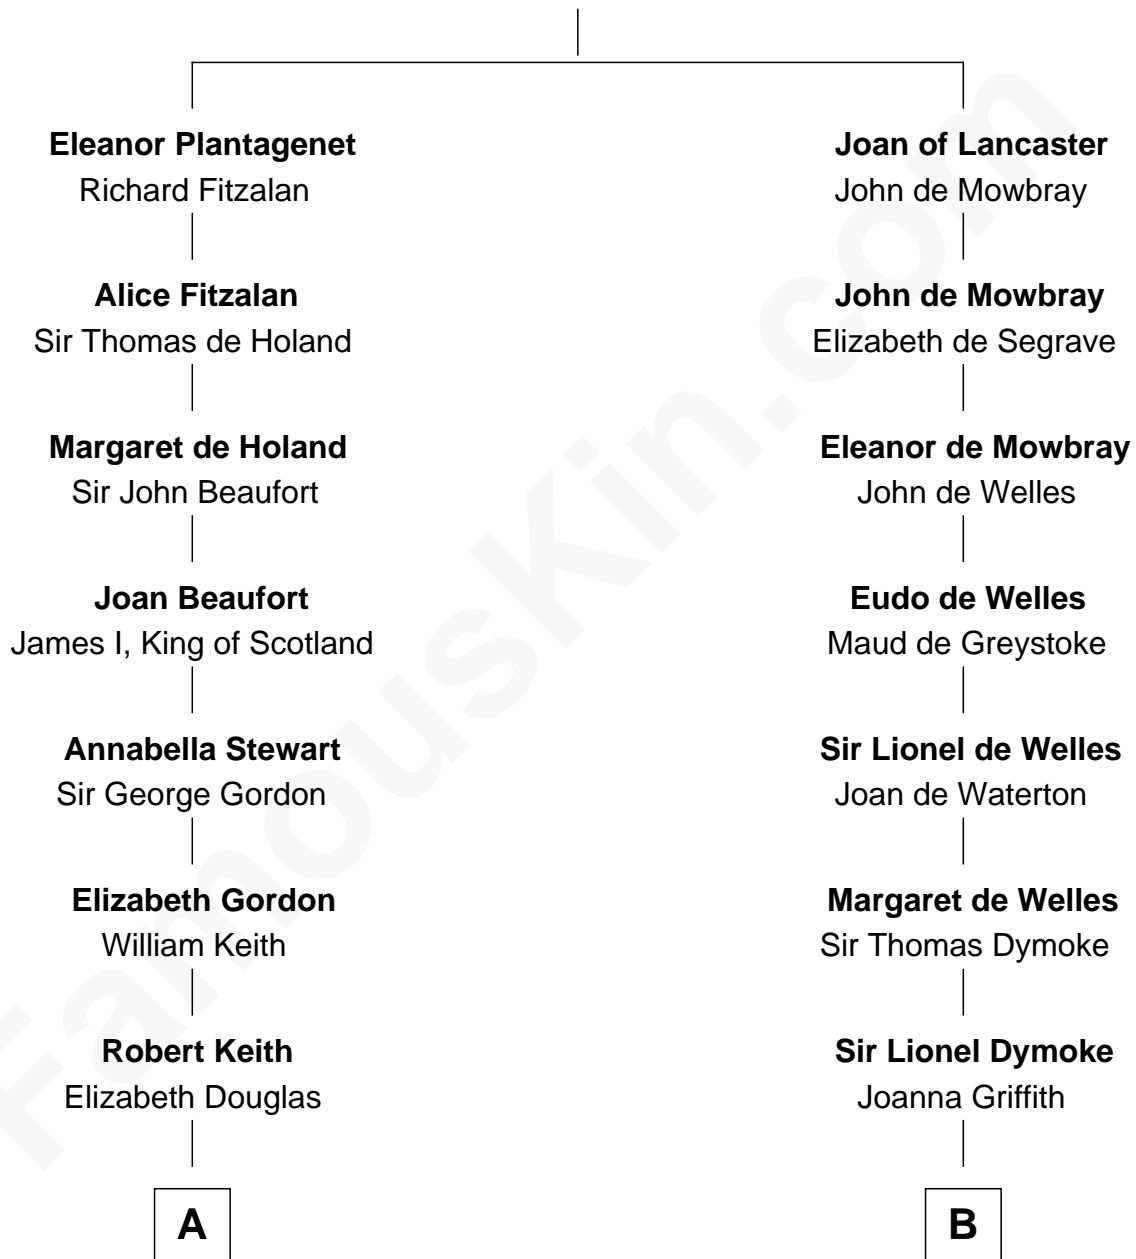 Eleanor Plantagenet
Richard Fitzalan
Alice Fitzalan
Sir Thomas de Holand
Margaret de Holand
Sir John Beaufort
Joan Beaufort
James I, King of Scotland
Annabella Stewart
Sir George Gordon
Elizabeth Gordon
William Keith
Robert Keith
Elizabeth Douglas
A
Joan of Lancaster
John de Mowbray
John de Mowbray
Elizabeth de Segrave
Eleanor de Mowbray
John de Welles
Eudo de Welles
Maud de Greystoke
Sir Lionel de Welles
Joan de Waterton
Margaret de Welles
Sir Thomas Dymoke
Sir Lionel Dymoke
Joanna Griffith
B
FamousKin.com